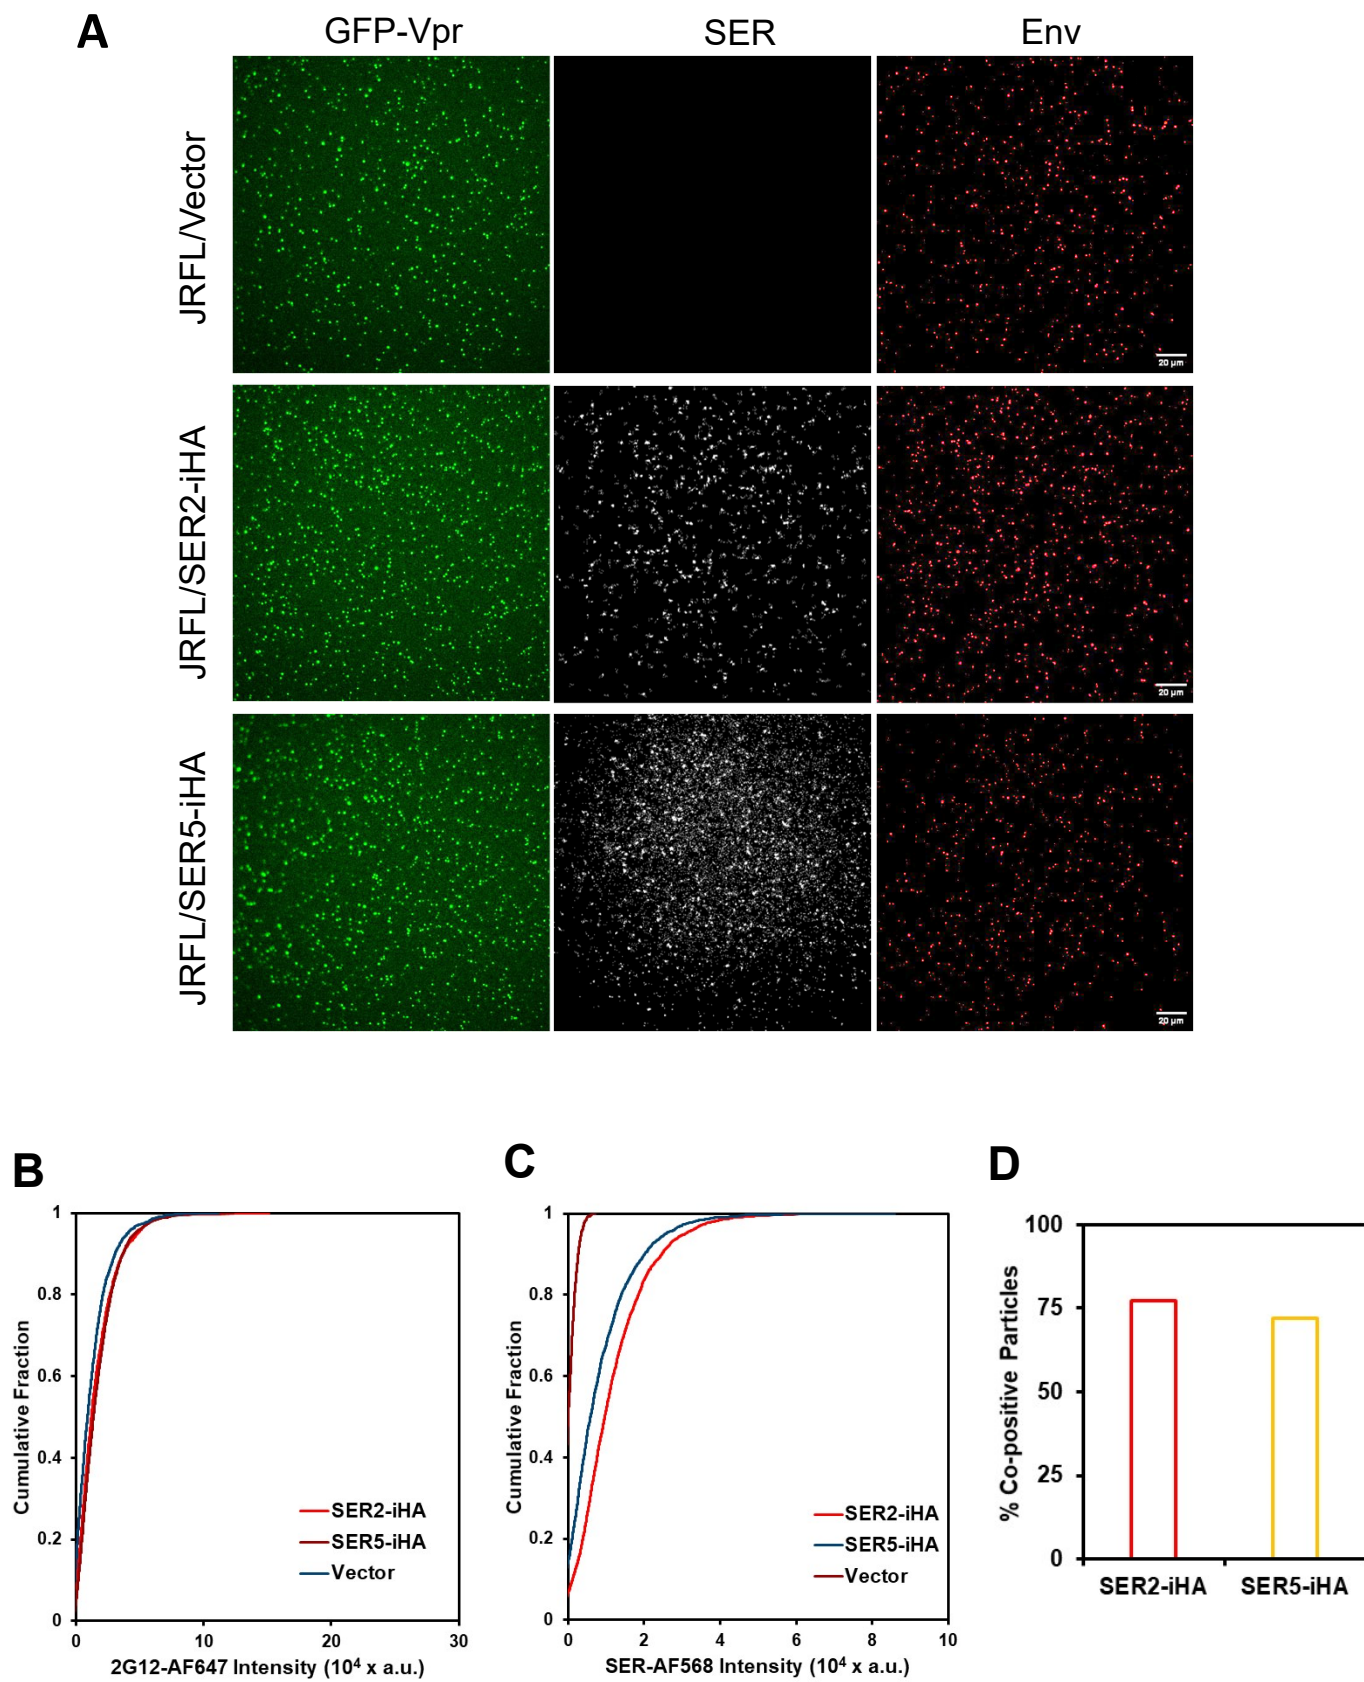 A
GFP-Vpr
SER
Env
JRFL/Vector
20 µm
JRFL/SER2-iHA
20 µm
JRFL/SER5-iHA
20 µm
B
Cumulative Fraction
1
0.8
0.6
0.4
0.2
0
0
10
20
30
SER2-iHA
SER5-iHA
Vector
2G12-AF647 Intensity (10⁴ x a.u.)
C
Cumulative Fraction
1
0.8
0.6
0.4
0.2
0
0
2
4
6
8
10
SER2-iHA
SER5-iHA
Vector
SER-AF568 Intensity (10⁴ x a.u.)
D
% Co-positive Particles
100
75
50
25
0
SER2-iHA
SER5-iHA